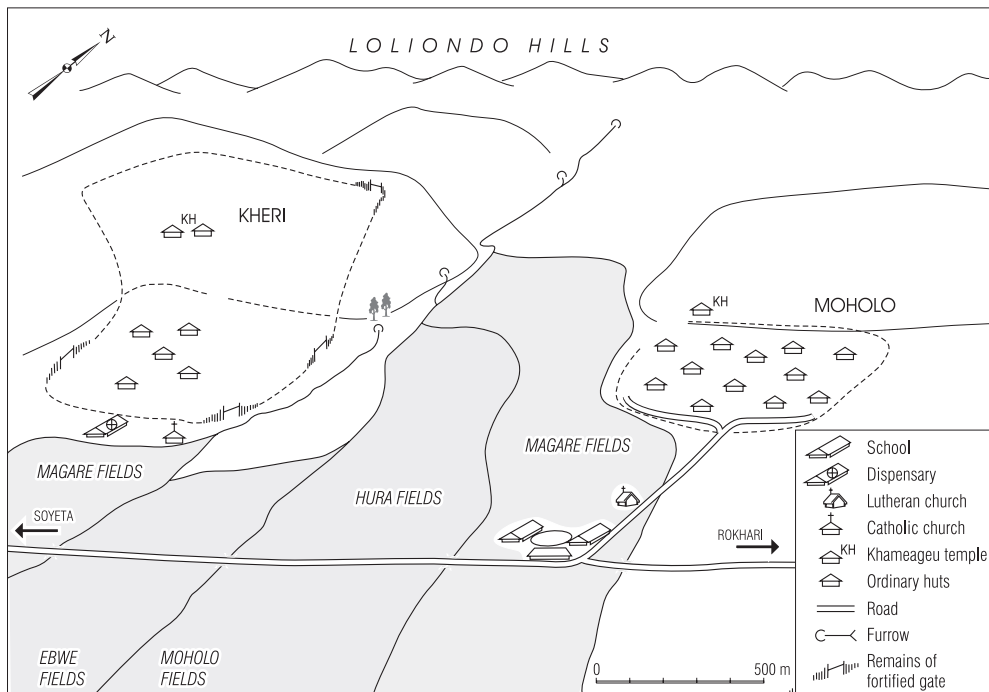 N
LOLIONDO HILLS
KH
KHERI
KH
MOHOLO
MAGARE FIELDS
MAGARE FIELDS
HURA FIELDS
SOYETA
ROKHARI
EBWE
FIELDS
MOHOLO
FIELDS
0 500 m
School
Dispensary
Lutheran church
Catholic church
KH Khameageu temple
Ordinary huts
Road
Furrow
Remains of
fortified gate